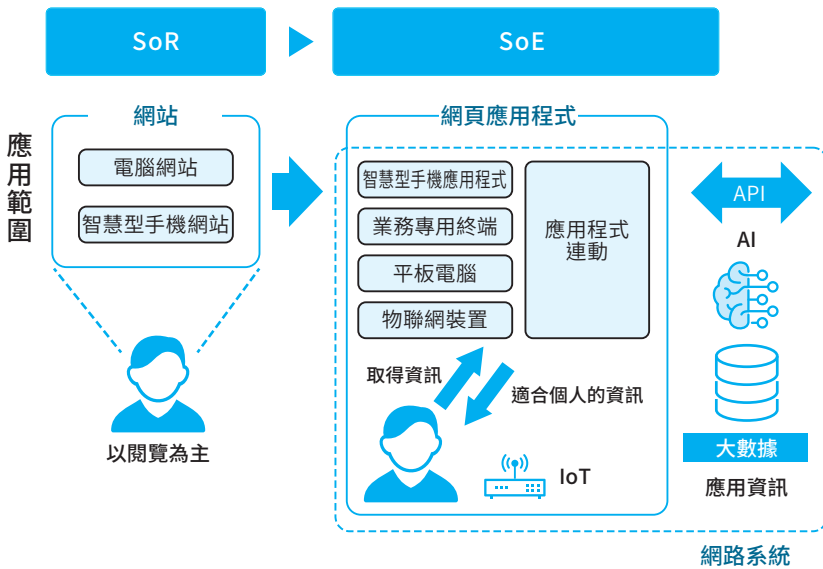 SoR
SoE
應用範圍
網站
電腦網站
智慧型手機網站
以閱覽為主
網頁應用程式
智慧型手機應用程式
業務專用終端
平板電腦
物聯網裝置
應用程式
連動
取得資訊
適合個人的資訊
IoT
API
AI
大數據
應用資訊
網路系統